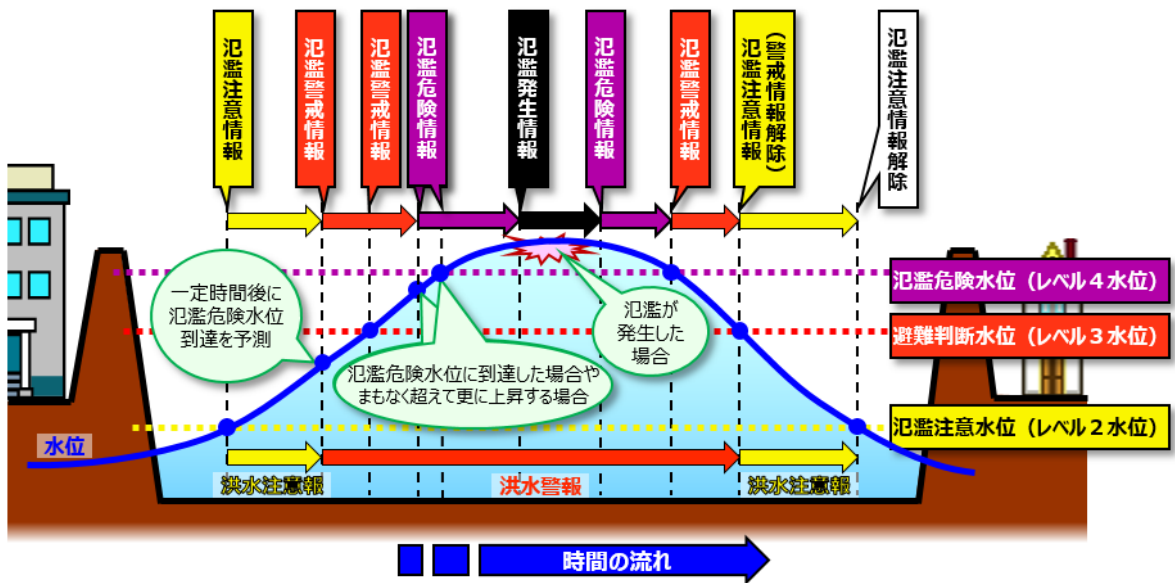 氾濫注意情報
氾濫警戒情報
氾濫警戒情報
氾濫危険情報
氾濫発生情報
氾濫危険情報
氾濫警戒情報
氾濫注意情報
(警戒情報解除)
氾濫注意情報解除
一定時間後に
氾濫危険水位
到達を予測
氾濫危険水位に到達した場合や
まもなく超えて更に上昇する場合
氾濫が
発生した
場合
氾濫危険水位(レベル4水位)
避難判断水位(レベル3水位)
氾濫注意水位(レベル2水位)
水位
洪水注意報
洪水警報
洪水注意報
時間の流れ